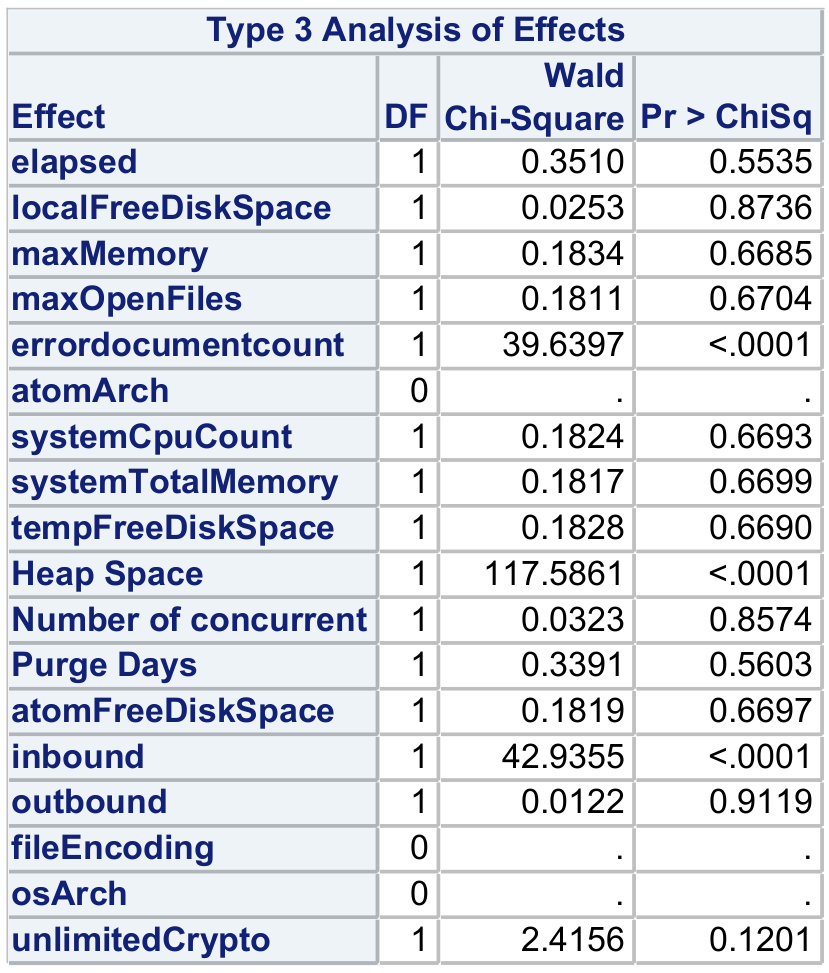 Type 3 Analysis of Effects
Effect DF Wald Chi-Square Pr > ChiSq
elapsed 1 0.3510 0.5535
localFreeDiskSpace 1 0.0253 0.8736
maxMemory 1 0.1834 0.6685
maxOpenFiles 1 0.1811 0.6704
errordocumentcount 1 39.6397 <.0001
atomArch 0 . .
systemCpuCount 1 0.1824 0.6693
systemTotalMemory 1 0.1817 0.6699
tempFreeDiskSpace 1 0.1828 0.6690
Heap Space 1 117.5861 <.0001
Number of concurrent 1 0.0323 0.8574
Purge Days 1 0.3391 0.5603
atomFreeDiskSpace 1 0.1819 0.6697
inbound 1 42.9355 <.0001
outbound 1 0.0122 0.9119
fileEncoding 0 . .
osArch 0 . .
unlimitedCrypto 1 2.4156 0.1201